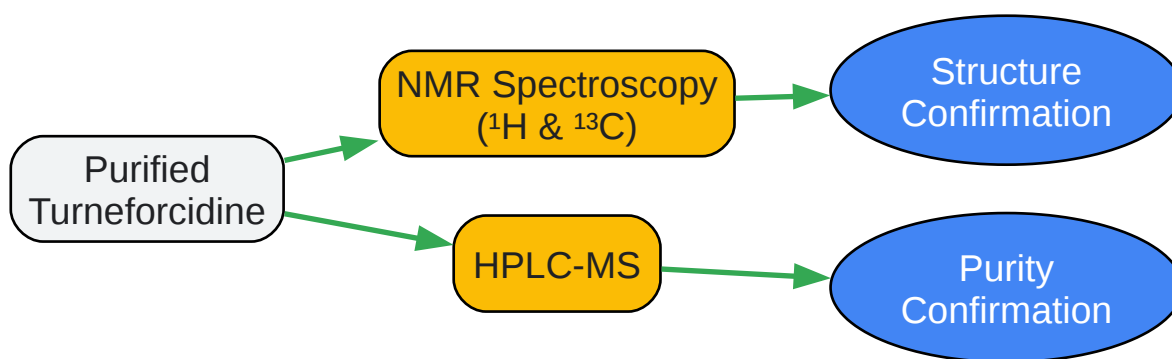 Purified
Turneforcidine
NMR Spectroscopy
(¹H & ¹³C)
HPLC-MS
Structure
Confirmation
Purity
Confirmation